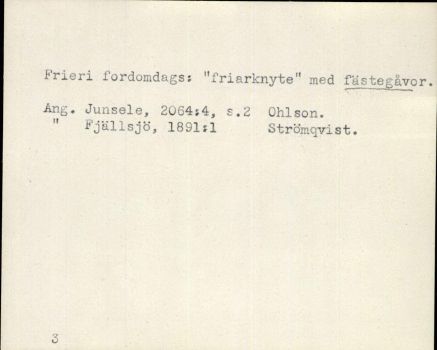 Frieri fordomdags: "friarknyte" med fästegåvor.
Ång. Junsele, 2064:4, s.2 Ohlson.
" Fjällsjö, 1891:1 Strömqvist.
3